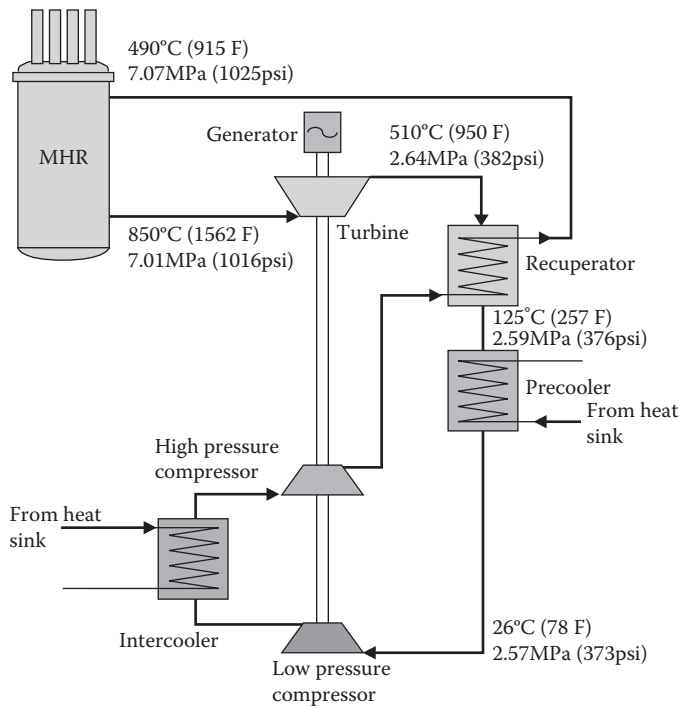 490°C (915 F)
7.07MPa (1025psi)
MHR
Generator
510°C (950 F)
2.64MPa (382psi)
850°C (1562 F)
7.01MPa (1016psi)
Turbine
Recuperator
125°C (257 F)
2.59MPa (376psi)
Precooler
From heat
sink
High pressure
compressor
From heat
sink
Intercooler
26°C (78 F)
2.57MPa (373psi)
Low pressure
compressor